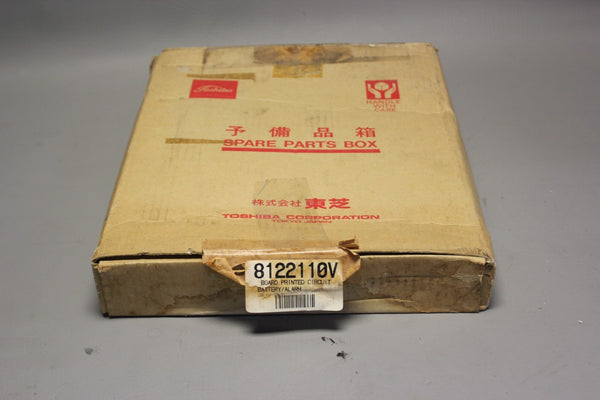 Toshiba
HANDLE
WITH
CARE
予備品箱
SPARE PARTS BOX
株式会社 東芝
TOSHIBA CORPORATION
TOKYO JAPAN
8122110V
BOARD PRINTED CIRCUIT
BATTERY/ALARM